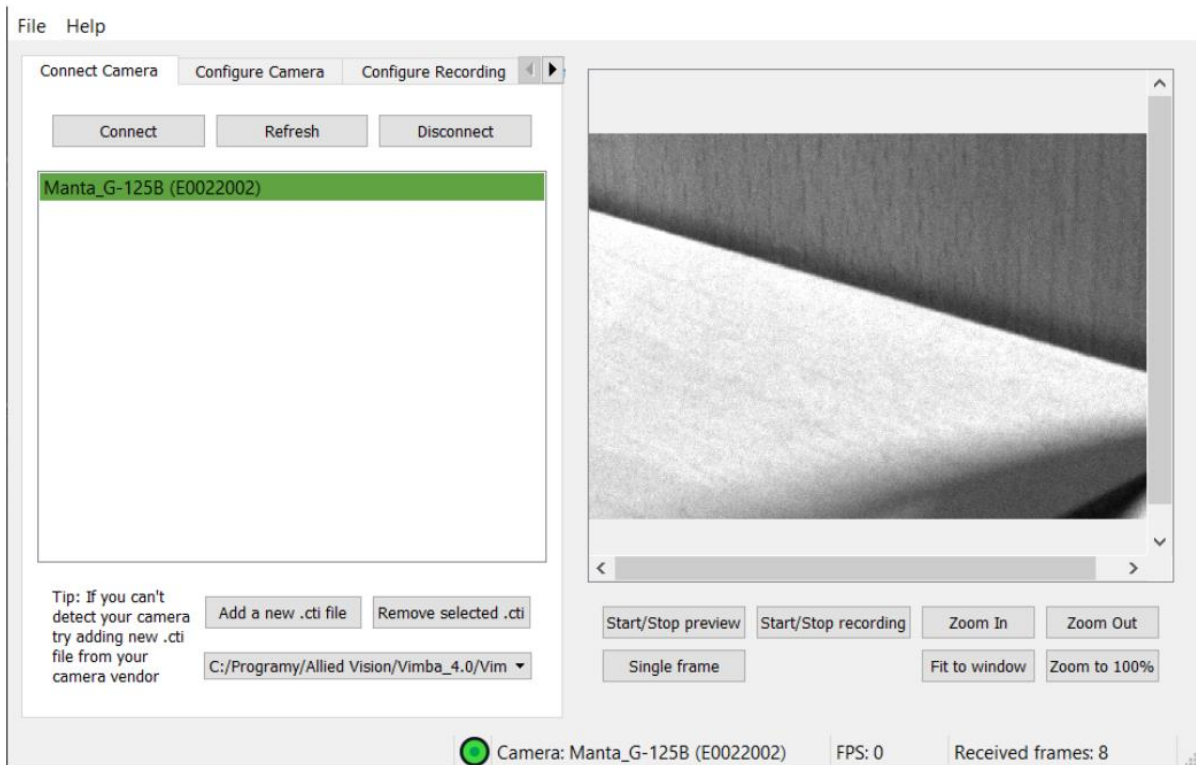 File Help
Connect Camera Configure Camera Configure Recording
Connect Refresh Disconnect
Manta_G-125B (E0022002)
Tip: If you can't
detect your camera
try adding new .cti
file from your
camera vendor
Add a new .cti file Remove selected .cti
C:/Programy/Allied Vision/Vimba_4.0/Vim
Start/Stop preview Start/Stop recording Zoom In Zoom Out
Single frame Fit to window Zoom to 100%
Camera: Manta_G-125B (E0022002) FPS: 0 Received frames: 8